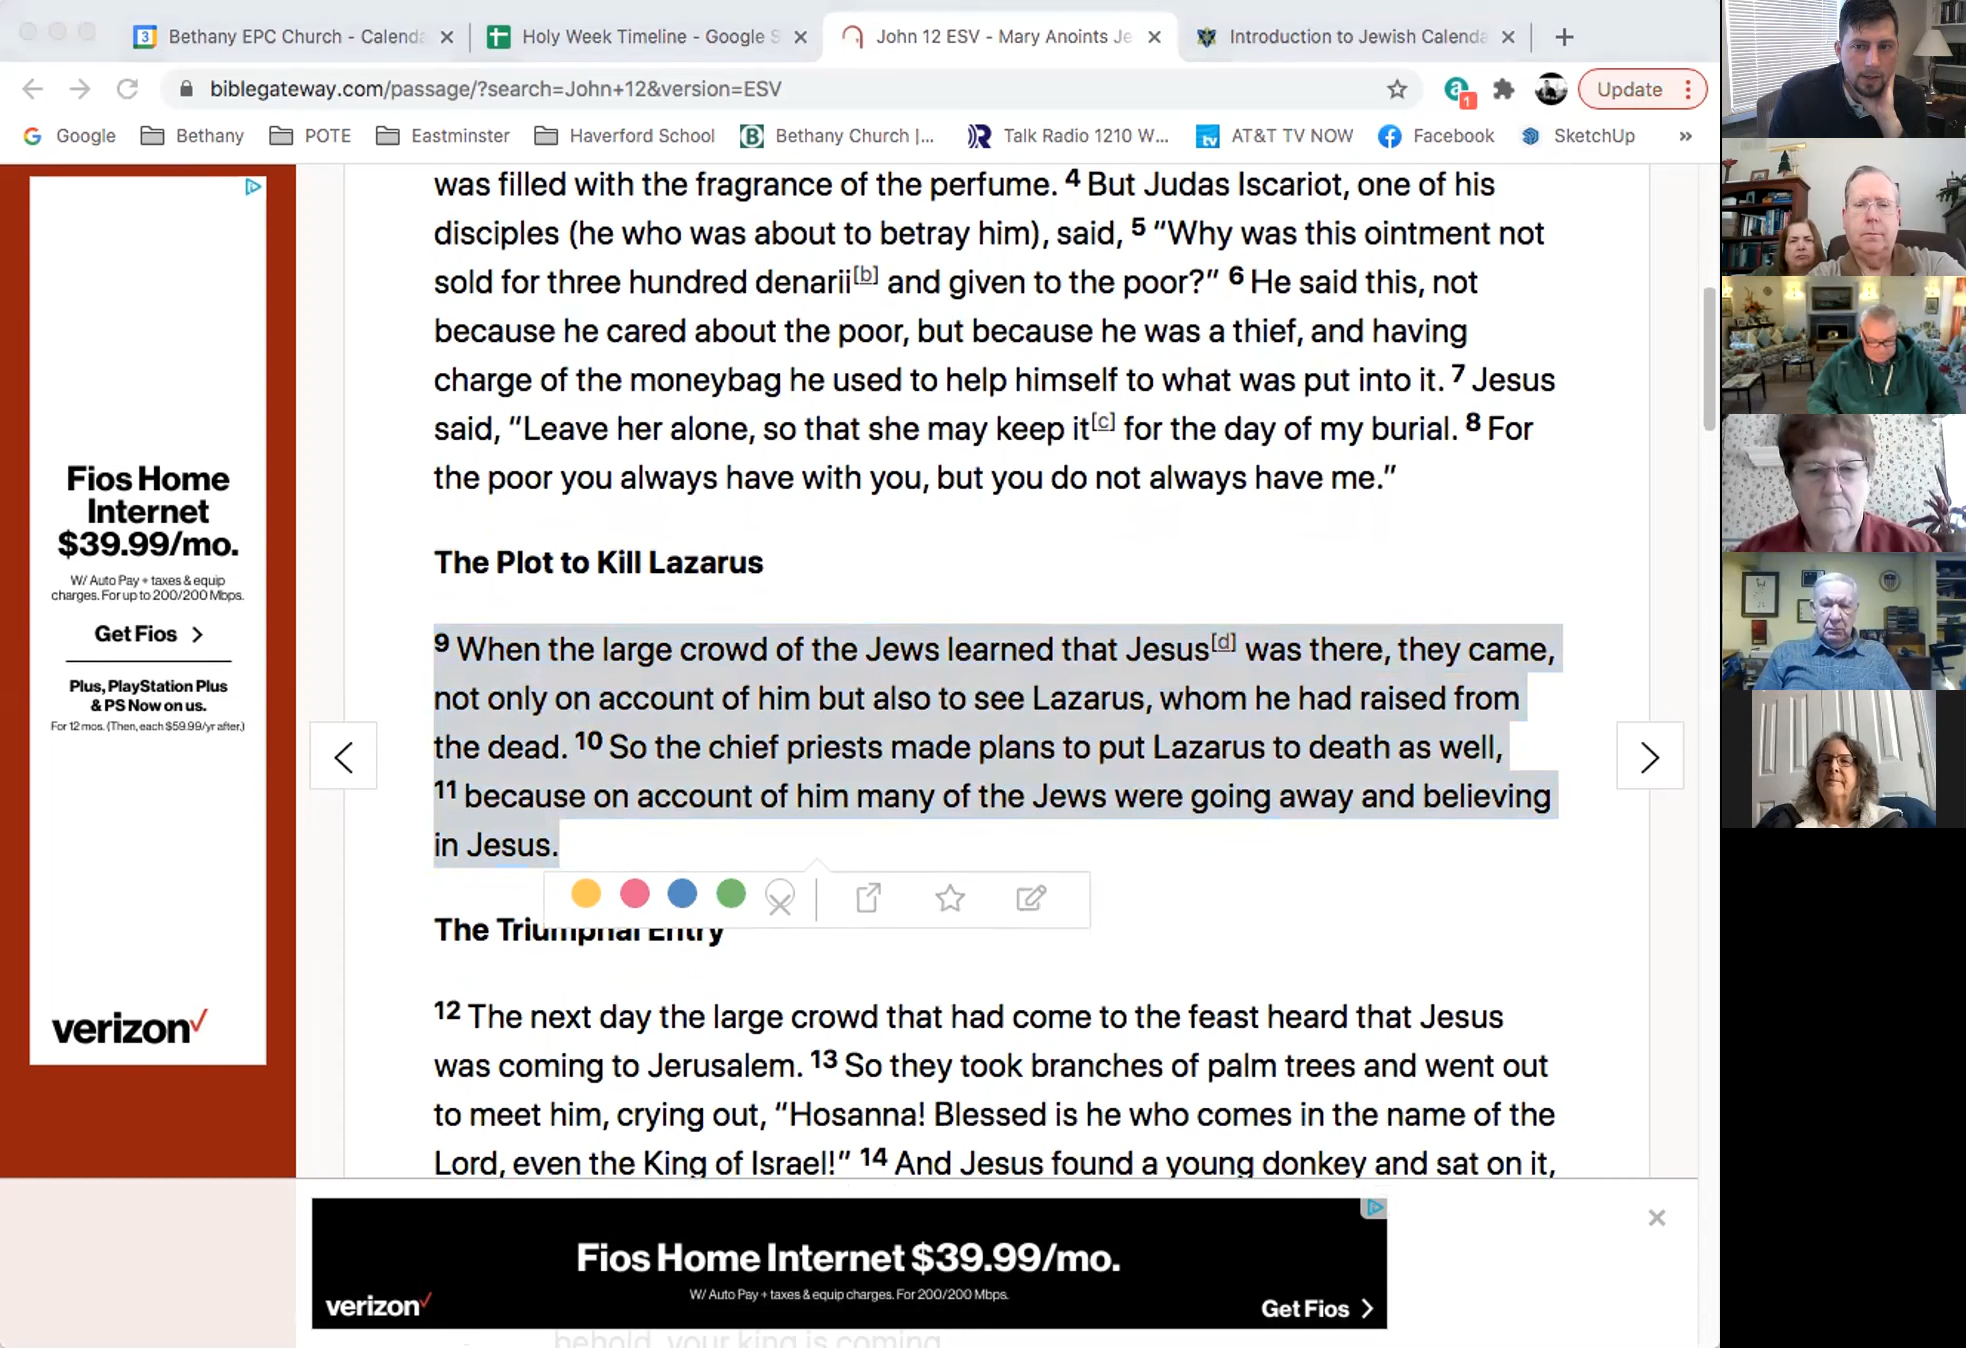 3 Bethany EPC Church - Calenda
Holy Week Timeline - Google S
John 12 ESV - Mary Anoints Je
Introduction to Jewish Calenda
biblegateway.com/passage/?search=John+12&version=ESV
1
Update
Google
Bethany
POTE
Eastminster
Haverford School
Bethany Church |...
Talk Radio 1210 W...
tv AT&T TV NOW
Facebook
SketchUp
»
was filled with the fragrance of the perfume. 4 But Judas Iscariot, one of his
disciples (he who was about to betray him), said, 5 “Why was this ointment not
sold for three hundred denarii[b] and given to the poor?” 6 He said this, not
because he cared about the poor, but because he was a thief, and having
charge of the moneybag he used to help himself to what was put into it. 7 Jesus
said, “Leave her alone, so that she may keep it[c] for the day of my burial. 8 For
the poor you always have with you, but you do not always have me.”
The Plot to Kill Lazarus
9 When the large crowd of the Jews learned that Jesus[d] was there, they came,
not only on account of him but also to see Lazarus, whom he had raised from
the dead. 10 So the chief priests made plans to put Lazarus to death as well,
11 because on account of him many of the Jews were going away and believing
in Jesus.
The Triumphal Entry
12 The next day the large crowd that had come to the feast heard that Jesus
was coming to Jerusalem. 13 So they took branches of palm trees and went out
to meet him, crying out, “Hosanna! Blessed is he who comes in the name of the
Lord, even the King of Israel!” 14 And Jesus found a young donkey and sat on it,
behold, your king is coming
Fios Home
Internet
$39.99/mo.
W/ Auto Pay + taxes & equip
charges. For up to 200/200 Mbps.
Get Fios >
Plus, PlayStation Plus
& PS Now on us.
For 12 mos. (Then, each $59.99/yr after.)
verizon✓
Fios Home Internet $39.99/mo.
W/ Auto Pay + taxes & equip charges. For 200/200 Mbps.
verizon✓
Get Fios >